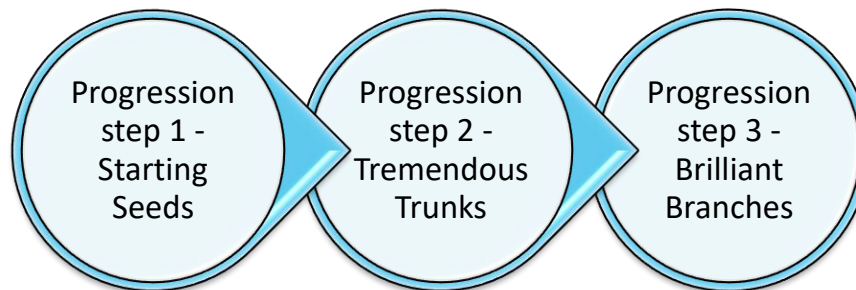 Progression
step 1 -
Starting
Seeds
Progression
step 2 -
Tremendous
Trunks
Progression
step 3 -
Brilliant
Branches